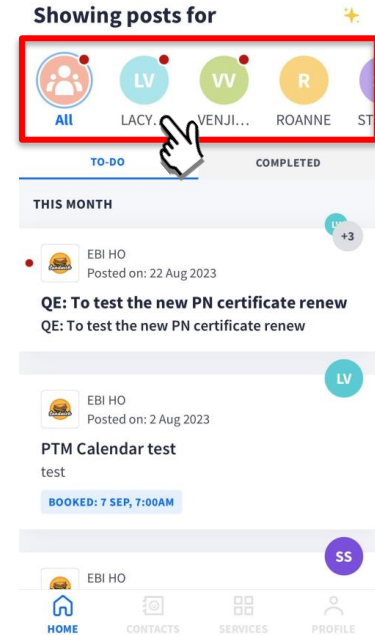 Showing posts for
LV VV R
All LACY... VENJI... ROANNE ST
TO-DO COMPLETED
THIS MONTH
+3
EBI HO
Posted on: 22 Aug 2023
QE: To test the new PN certificate renew
QE: To test the new PN certificate renew
LV
EBI HO
Posted on: 2 Aug 2023
PTM Calendar test
test
BOOKED: 7 SEP, 7:00AM
SS
EBI HO
HOME CONTACTS SERVICES PROFILE